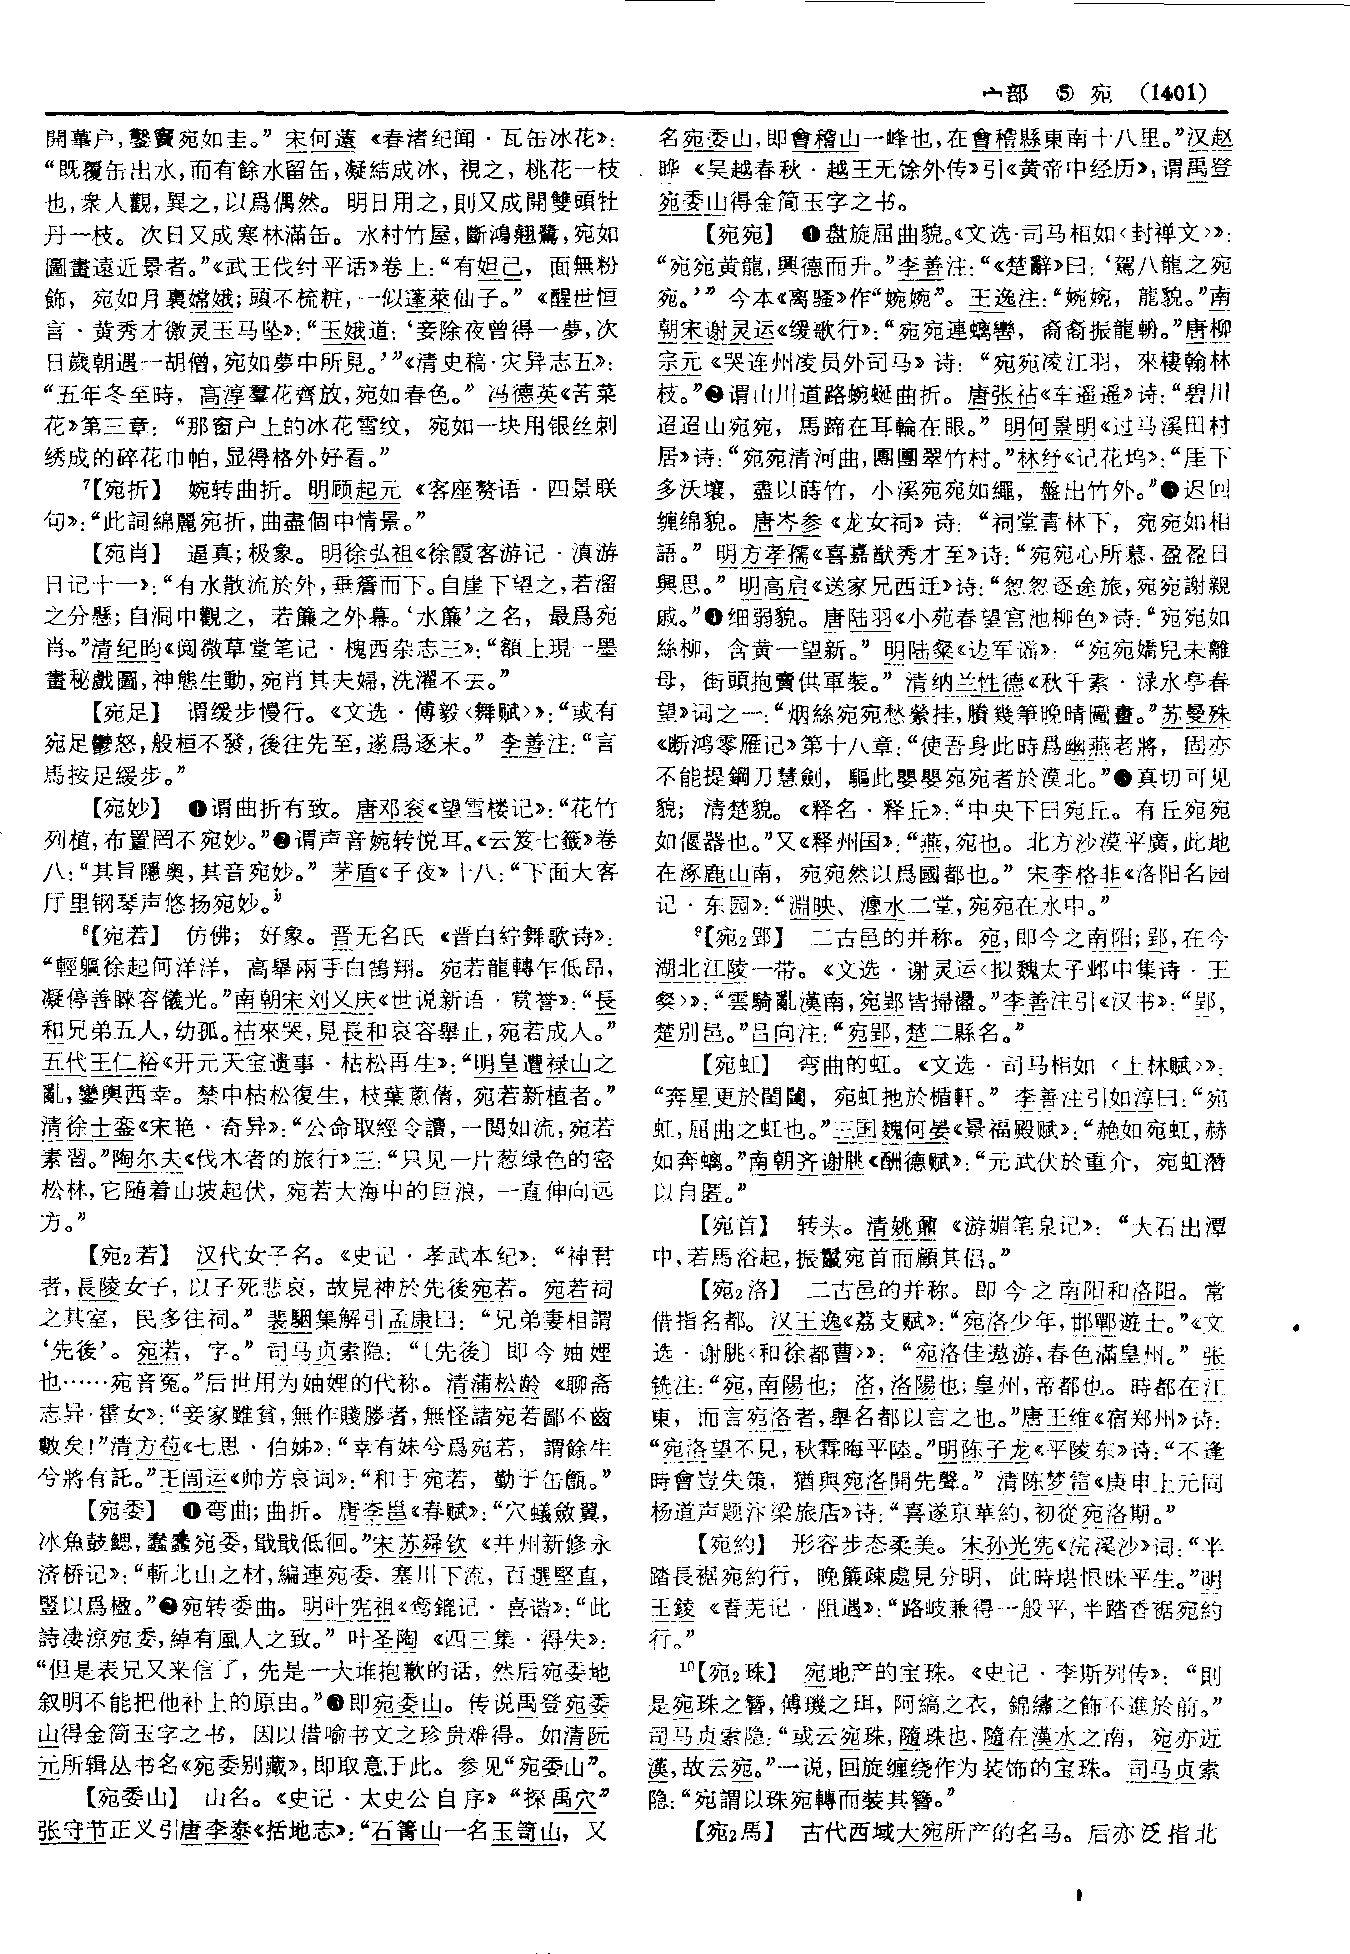 宀部 ⑤ 宛 (1401)
開蓽户,鑿竇宛如圭。”宋何薳《春渚纪闻·瓦缶冰花》:
“既覆缶出水,而有餘水留缶,凝結成冰,視之,桃花一枝
也,衆人觀,異之,以爲偶然。明日用之,則又成開雙頭牡
丹一枝。次日又成寒林滿缶。水村竹屋,斷鴻翹鷺,宛如
圖畫遠近景者。”《武王伐纣平话》卷上:“有妲己,面無粉
飾,宛如月裏嫦娥;頭不梳粧,一似蓬萊仙子。”《醒世恒
言·黄秀才徼灵玉马坠》:“玉娥道:‘妾除夜曾得一夢,次
日歲朝遇一胡僧,宛如夢中所見。’”《清史稿·灾异志五》:
“五年冬至時,高淳羣花齊放,宛如春色。”冯德英《苦菜
花》第三章:“那窗户上的冰花雪纹,宛如一块用银丝刺
绣成的碎花巾帕,显得格外好看。”
7【宛折】 婉转曲折。明顾起元《客座赘语·四景联
句》:“此詞綿麗宛折,曲盡個中情景。”
【宛肖】 逼真;极象。明徐弘祖《徐霞客游记·滇游
日记十一》:“有水散流於外,垂簷而下。自崖下望之,若溜
之分懸;自洞中觀之,若簾之外幕。‘水簾’之名,最爲宛
肖。”清纪昀《阅微草堂笔记·槐西杂志三》:“額上現一墨
畫秘戲圖,神態生動,宛肖其夫婦,洗濯不去。”
【宛足】 谓缓步慢行。《文选·傅毅〈舞赋〉》:“或有
宛足鬱怒,般桓不發,後往先至,遂爲逐末。”李善注:“言
馬按足緩步。”
【宛妙】 ❶谓曲折有致。唐邓衮《望雪楼记》:“花竹
列植,布置罔不宛妙。”❷谓声音婉转悦耳。《云笈七籤》卷
八:“其旨隱奥,其音宛妙。”茅盾《子夜》十八:“下面大客
厅里钢琴声悠扬宛妙。”
8【宛若】 仿佛;好象。晋无名氏《晋白紵舞歌诗》:
“輕軀徐起何洋洋,高舉兩手白鵠翔。宛若龍轉乍低昂,
凝停善睞容儀光。”南朝宋刘义庆《世说新语·赏誉》:“長
和兄弟五人,幼孤。祜來哭,見長和哀容舉止,宛若成人。”
五代王仁裕《开元天宝遗事·枯松再生》:“明皇遭禄山之
亂,鑾輿西幸。禁中枯松復生,枝葉蔥倩,宛若新植者。”
清徐士銮《宋艳·奇异》:“公命取經令讀,一閲如流,宛若
素習。”陶尔夫《伐木者的旅行》三:“只见一片葱绿色的密
松林,它随着山坡起伏,宛若大海中的巨浪,一直伸向远
方。”
【宛2若】 汉代女子名。《史记·孝武本纪》:“神君
者,長陵女子,以子死悲哀,故見神於先後宛若。宛若祠
之其室,民多往祠。”裴駰集解引孟康曰:“兄弟妻相謂
‘先後’。宛若,字。”司马贞索隐:“〔先後〕即今妯娌
也……宛音冤。”后世用为妯娌的代称。清蒲松龄《聊斋
志异·霍女》:“妾家雖貧,無作賤媵者,無怪諸宛若鄙不齒
數矣!”清方苞《七思·伯姊》:“幸有妹兮爲宛若,謂餘生
兮將有託。”王闿运《帅芳哀词》:“和于宛若,勤于缶甑。”
【宛委】 ❶弯曲;曲折。唐李邕《春赋》:“穴蟻斂翼,
冰魚鼓鰓,蠢蠢宛委,戢戢低徊。”宋苏舜钦《并州新修永
济桥记》:“斬北山之材,編連宛委、塞川下流,百選堅直,
豎以爲楹。”❷宛转委曲。明叶宪祖《鸾鎞记·喜谐》:“此
詩凄涼宛委,綽有風人之致。”叶圣陶《四三集·得失》:
“但是表兄又来信了,先是一大堆抱歉的话,然后宛委地
叙明不能把他补上的原由。”❸即宛委山。传说禹登宛委
山得金简玉字之书,因以借喻书文之珍贵难得。如清阮
元所辑丛书名《宛委别藏》,即取意于此。参见“宛委山”。
【宛委山】 山名。《史记·太史公自序》“探禹穴”
张守节正义引唐李泰《括地志》:“石箐山一名玉笥山,又
名宛委山,即會稽山一峰也,在會稽縣東南十八里。”汉赵
晔《吴越春秋·越王无馀外传》引《黄帝中经历》,谓禹登
宛委山得金简玉字之书。
【宛宛】 ❶盘旋屈曲貌。《文选·司马相如〈封禅文〉》:
“宛宛黄龍,興德而升。”李善注:“《楚辭》曰:‘駕八龍之宛
宛。’” 今本《离骚》作“婉婉”。王逸注:“婉婉,龍貌。”南
朝宋谢灵运《缓歌行》:“宛宛連螭轡,裔裔振龍輈。”唐柳
宗元《哭连州凌员外司马》诗:“宛宛凌江羽,來棲翰林
枝。”❷谓山川道路蜿蜒曲折。唐张祜《车遥遥》诗:“碧川
迢迢山宛宛,馬蹄在耳輪在眼。”明何景明《过马溪田村
居》诗:“宛宛清河曲,團團翠竹村。”林纾《记花坞》:“厓下
多沃壤,盡以蒔竹,小溪宛宛如繩,盤出竹外。”❸迟回
缠绵貌。唐岑参《龙女祠》诗:“祠堂青林下,宛宛如相
語。”明方孝孺《喜嘉猷秀才至》诗:“宛宛心所慕,盈盈日
興思。”明高启《送家兄西迁》诗:“忽忽逐途旅,宛宛謝親
戚。”❹细弱貌。唐陆羽《小苑春望宫池柳色》诗:“宛宛如
絲柳,含黄一望新。”明陆粲《边军谣》:“宛宛嬌兒未離
母,街頭抱賣供軍裝。”清纳兰性德《秋千索·渌水亭春
望》词之一:“烟絲宛宛愁縈挂,賸幾筆晚晴圖畫。”苏曼殊
《断鸿零雁记》第十八章:“使吾身此時爲幽燕老將,固亦
不能提鋼刀慧劍,驅此嬰嬰宛宛者於漠北。”❺真切可见
貌;清楚貌。《释名·释丘》:“中央下曰宛丘。有丘宛宛
如偃器也。”又《释州国》:“燕,宛也。北方沙漠平廣,此地
在涿鹿山南,宛宛然以爲國都也。”宋李格非《洛阳名园
记·东园》:“淵映、瀍水二堂,宛宛在水中。”
9【宛2郢】 二古邑的并称。宛,即今之南阳;郢,在今
湖北江陵一带。《文选·谢灵运〈拟魏太子邺中集诗·王
粲〉》:“雲騎亂漢南,宛郢皆掃盪。”李善注引《汉书》:“郢,
楚别邑。”吕向注:“宛郢,楚二縣名。”
【宛虹】 弯曲的虹。《文选·司马相如〈上林赋〉》:
“奔星更於閨闥,宛虹扡於楯軒。”李善注引如淳曰:“宛
虹,屈曲之虹也。”三国魏何晏《景福殿赋》:“赩如宛虹,赫
如奔螭。”南朝齐谢朓《酬德赋》:“元武伏於重介,宛虹潛
以自匿。”
【宛首】 转头。清姚鼐《游媚笔泉记》:“大石出潭
中,若馬浴起,振鬣宛首而顧其侣。”
【宛2洛】 二古邑的并称。即今之南阳和洛阳。常
借指名都。汉王逸《荔支赋》:“宛洛少年,邯鄲遊士。”《文
选·谢朓〈和徐都曹〉》:“宛洛佳遨游,春色滿皇州。”张
铣注:“宛,南陽也;洛,洛陽也;皇州,帝都也。時都在江
東,而言宛洛者,舉名都以言之也。”唐王维《宿郑州》诗:
“宛洛望不見,秋霖晦平陸。”明陈子龙《平陵东》诗:“不逢
時會豈失策,猶與宛洛開先聲。”清陈梦雷《庚申上元同
杨道声题汴梁旅店》诗:“喜遂京華約,初從宛洛期。”
【宛約】 形容步态柔美。宋孙光宪《浣溪沙》词:“半
踏長裾宛約行,晚簾疎處見分明,此時堪恨昧平生。”明
王錂《春芜记·阻遇》:“路岐兼得一般平,半踏香裾宛約
行。”
10【宛2珠】 宛地产的宝珠。《史记·李斯列传》:“則
是宛珠之簪,傅璣之珥,阿縞之衣,錦繡之飾不進於前。”
司马贞索隐:“或云宛珠,隨珠也,隨在漢水之南,宛亦近
漢,故云宛。”一说,回旋缠绕作为装饰的宝珠。司马贞索
隐:“宛謂以珠宛轉而裝其簪。”
【宛2馬】 古代西域大宛所产的名马。后亦泛指北